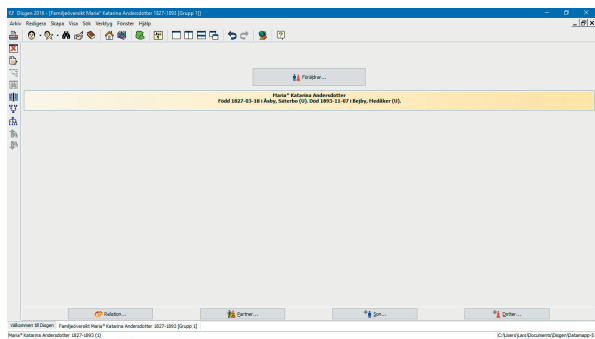 Disgen 2019 - [Familjeöversikt Maria* Katarina Andersdotter 1827-1893 [Grupp 1]]
Arkiv Redigera Skapa Visa Sök Verktyg Fönster Hjälp
Föräldrar...
Maria* Katarina Andersdotter
Född 1827-03-18 i Åsby, Säterbo (U). Död 1893-11-07 i Bejby, Medåker (U).
Relation... Partner... Son... Dotter...
Välkommen till Disgen Familjeöversikt Maria* Katarina Andersdotter 1827-1893 [Grupp 1]
Maria* Katarina Andersdotter 1827-1893 (1) C:\Users\Lars\Documents\Disgen\Datamapp-S